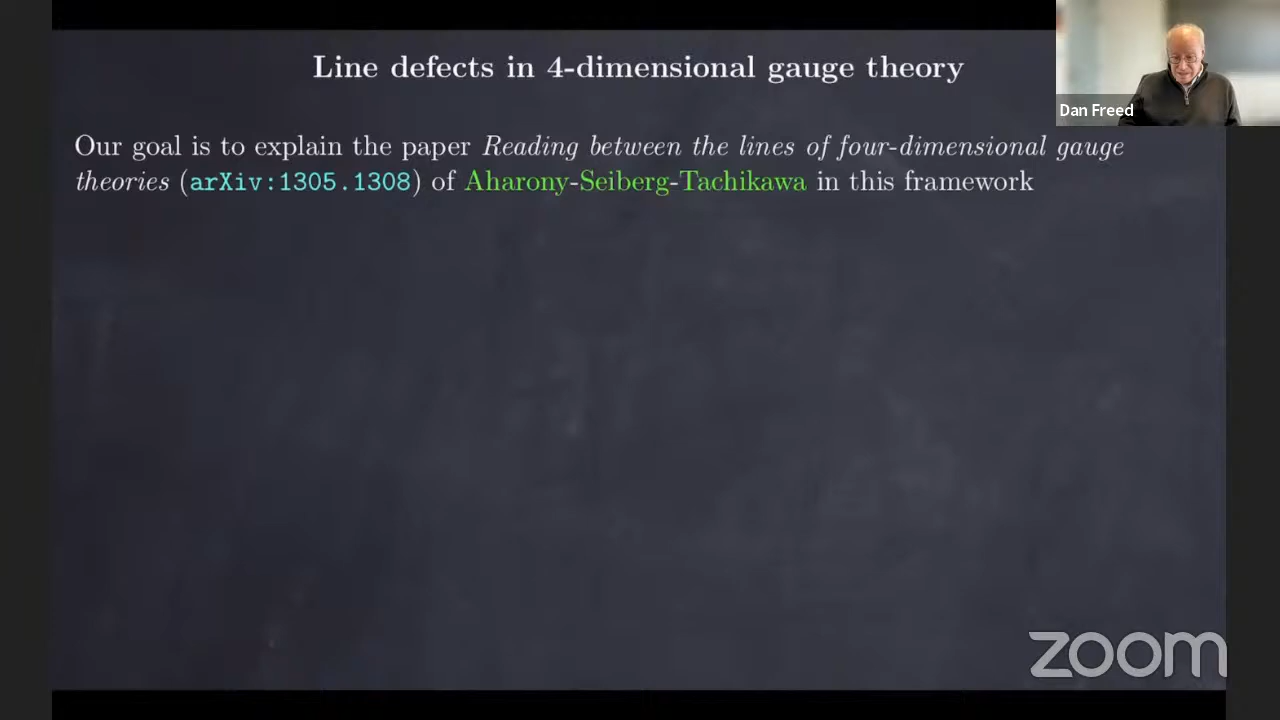 Line defects in 4-dimensional gauge theory
Dan Freed
Our goal is to explain the paper Reading between the lines of four-dimensional gauge
theories (arXiv:1305.1308) of Aharony-Seiberg-Tachikawa in this framework
zoom